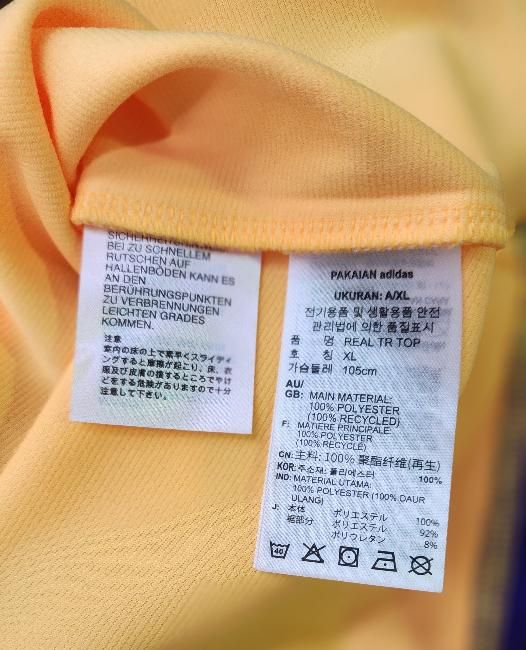 BEI ZU SCHNELLEM
RUTSCHEN AUF
HALLENBÖDEN KANN ES
AN DEN
BERÜHRUNGSPUNKTEN
ZU VERBRENNUNGEN
LEICHTEN GRADES
KOMMEN.
注意
室内の床の上で素早くスライディ
ングすると摩擦が起こり、床、衣
服及び皮膚の接するところでやけ
どをする危険がありますので十分
注意して下さい。
PAKAIAN adidas
UKURAN: A/XL
전기용품 및 생활용품 안전
관리법에 의한 품질표시
품 명 REAL TR TOP
호 칭 XL
가슴둘레 105cm
AU/
GB: MAIN MATERIAL:
100% POLYESTER
(100% RECYCLED)
F: MATIERE PRINCIPALE:
100% POLYESTER
(100% RECYCLÉ)
CN: 主料: 100% 聚酯纤维(再生)
KOR: 주소재: 폴리에스터 100%
IND: MATERIAL UTAMA:
100% POLYESTER (100% DAUR
ULANG)
J: 本体 ポリエステル 100%
裾部分 ポリエステル 92%
ポリウレタン 8%
40